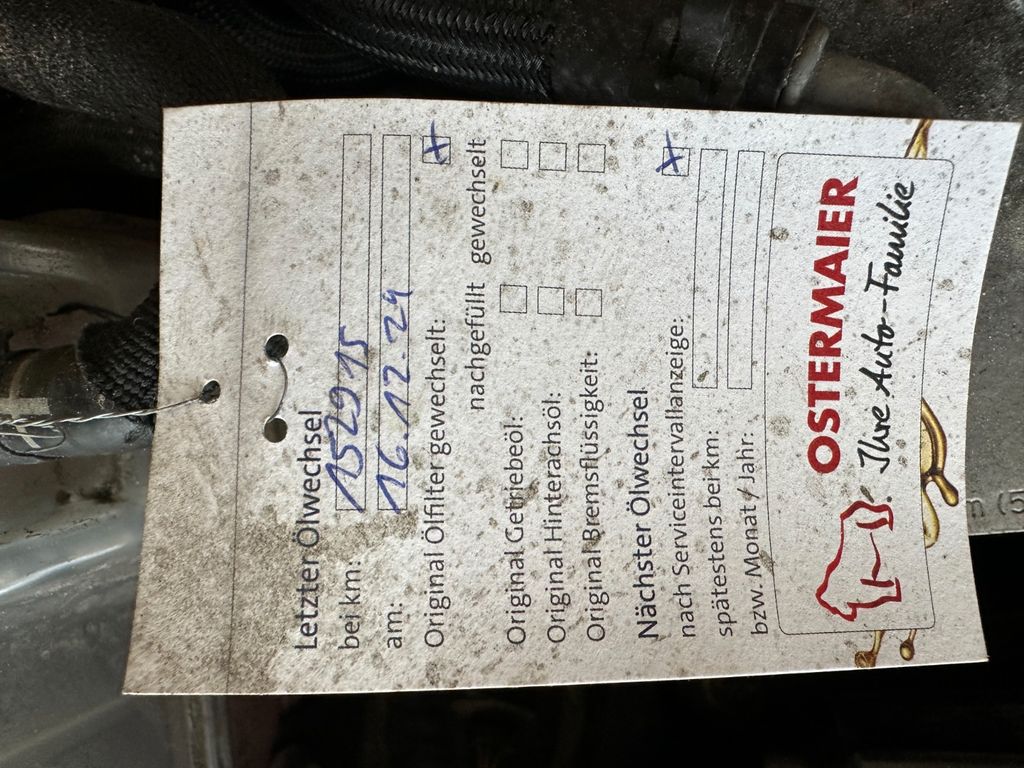 Letzter Ölwechsel
bei km: 152915
am: 16.12.24
Original Ölfilter gewechselt: x
nachgefüllt gewechselt
Original Getriebeöl:
Original Hinterachsöl:
Original Bremsflüssigkeit:
Nächster Ölwechsel
nach Serviceintervallanzeige: x
spätestens bei km:
bzw. Monat / Jahr:
OSTERMAIER
Ihre Auto-Familie